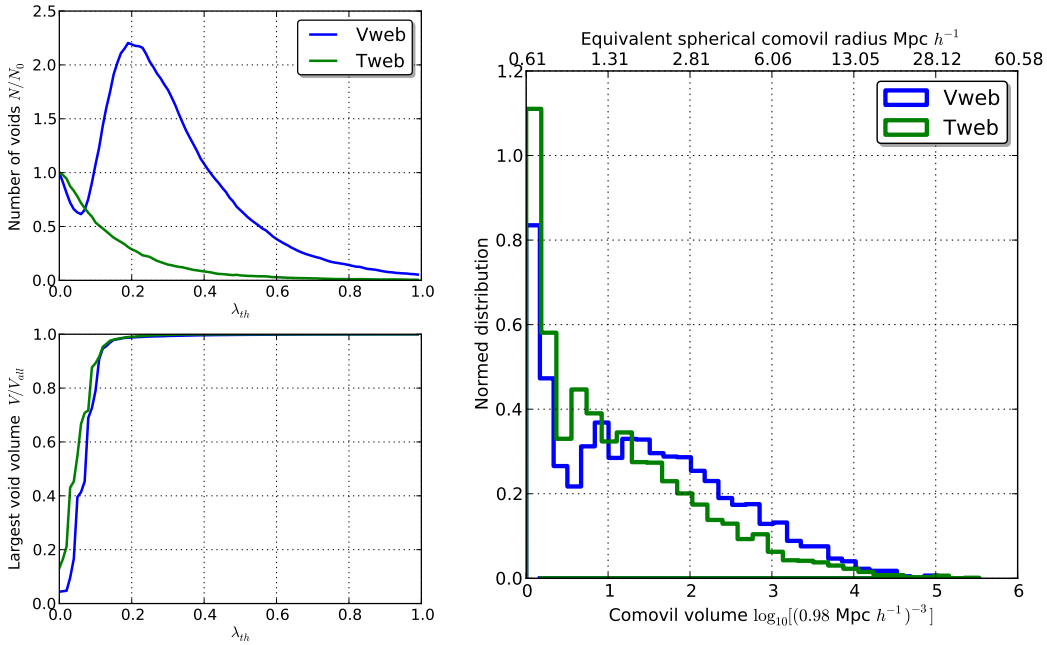 2.5
2.0
1.5
1.0
0.5
0.0
Number of voids N/N₀
Vweb
Tweb
0.0 0.2 0.4 0.6 0.8 1.0
λ_th
1.0
0.8
0.6
0.4
0.2
0.0
Largest void volume V/V_all
0.0 0.2 0.4 0.6 0.8 1.0
λ_th
Equivalent spherical comovil radius Mpc h⁻¹
0.61 1.31 2.81 6.06 13.05 28.12 60.58
1.2
1.0
0.8
0.6
0.4
0.2
0.0
Normed distribution
Vweb
Tweb
0 1 2 3 4 5 6
Comovil volume log₁₀[(0.98 Mpc h⁻¹)⁻³]